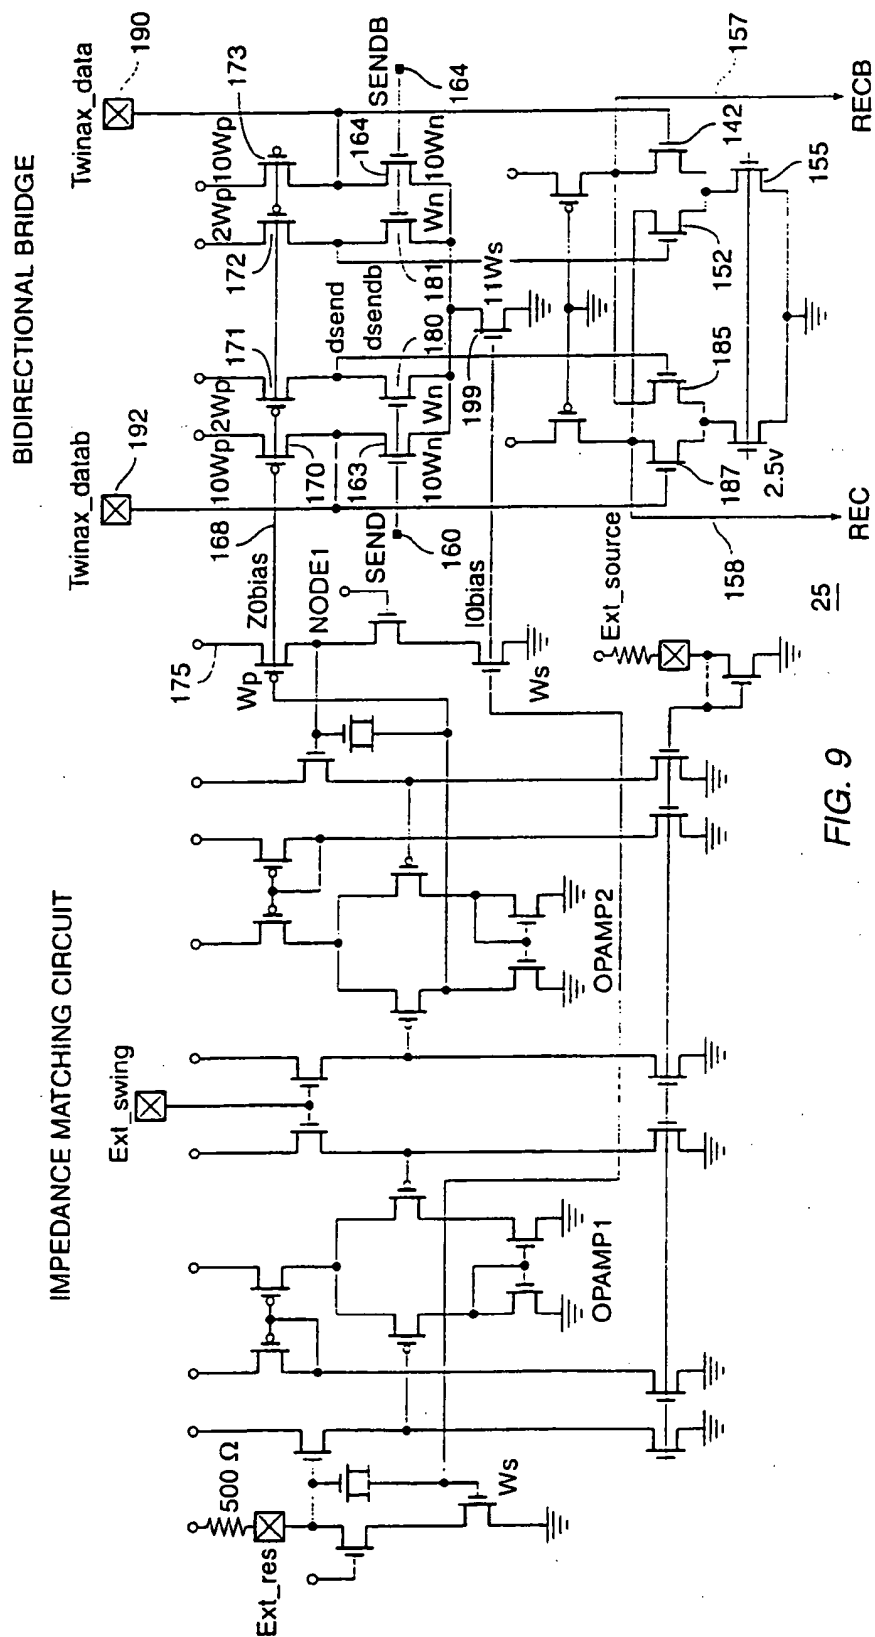 IMPEDANCE MATCHING CIRCUIT
BIDIRECTIONAL BRIDGE
Ext_swing
Twinax_datab
192
Twinax_data
190
500 Ω
Ext_res
Ws
OPAMP1
OPAMP2
175
Wp
Z0bias
168
NODE1
SEND
160
I0bias
Ws
10Wp
2Wp
170
171
163
10Wn
Wn
180
dsend
dsendb
2Wp
10Wp
172
173
181
Wn
164
10Wn
SENDB
164
199
11Ws
187
185
2.5v
152
142
155
157
158
REC
RECB
Ext_source
25
FIG. 9